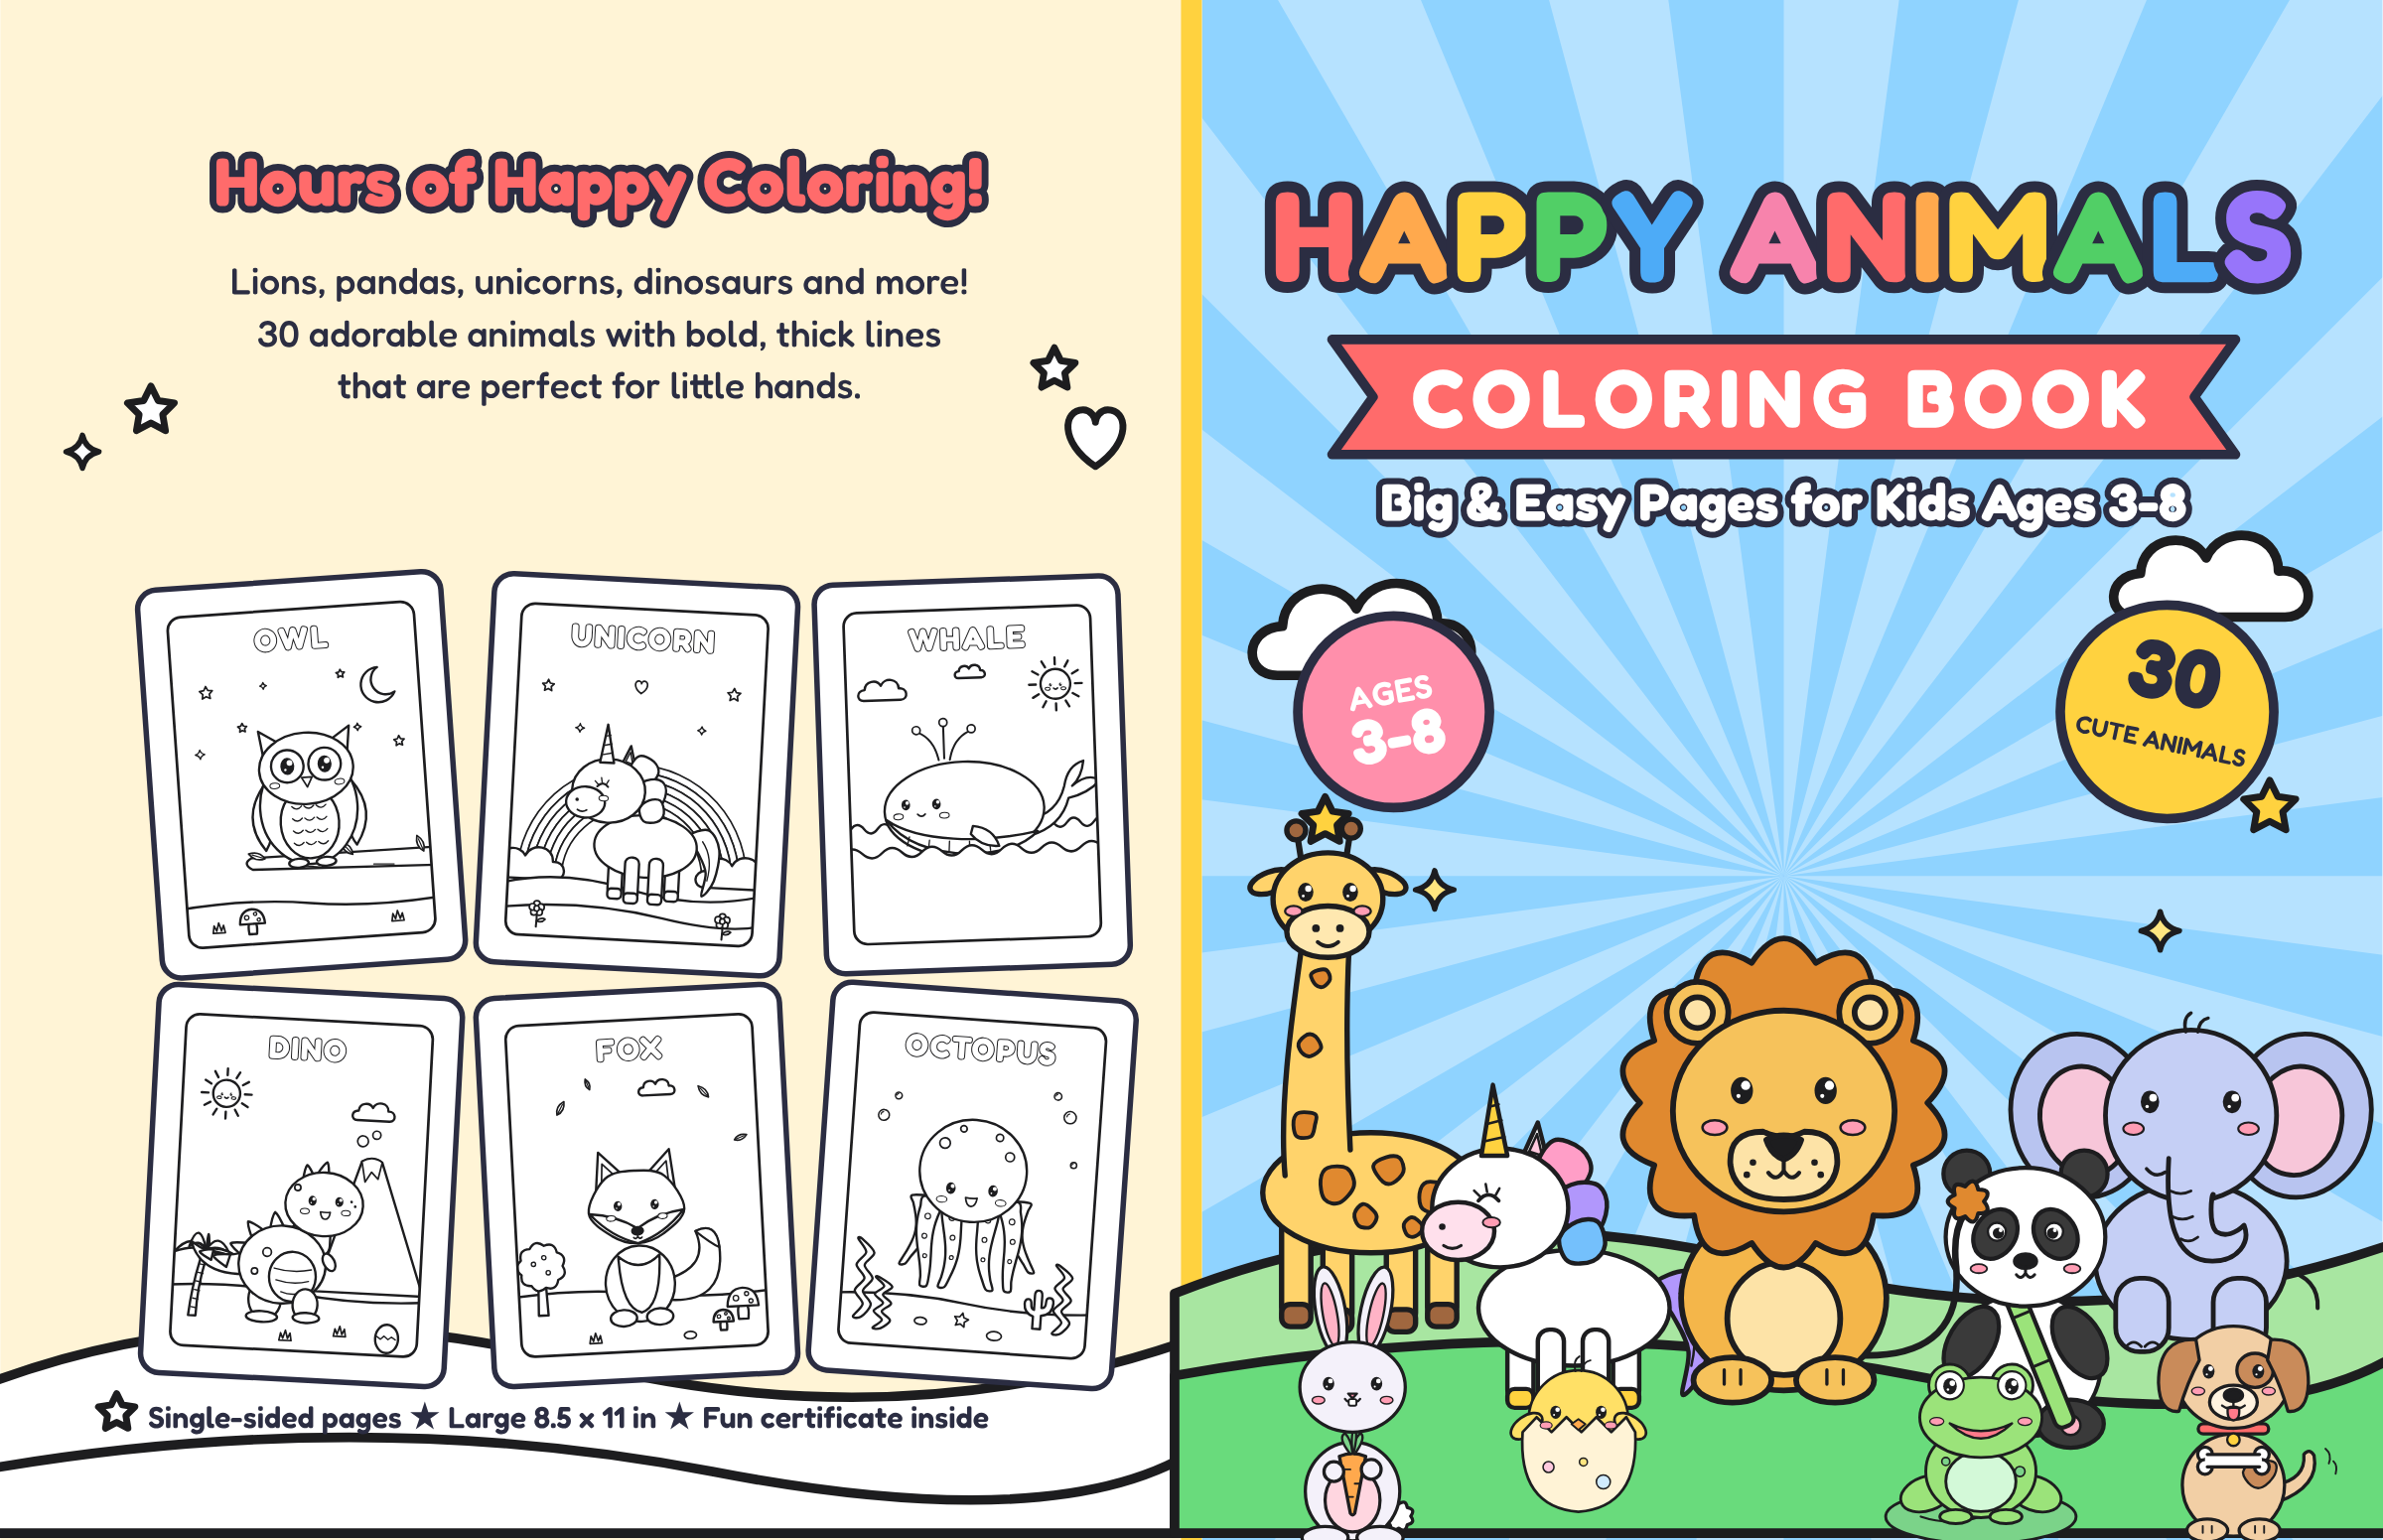 Hours of Happy Coloring!
Lions, pandas, unicorns, dinosaurs and more!
30 adorable animals with bold, thick lines
that are perfect for little hands.
OWL
UNICORN
WHALE
DINO
FOX
OCTOPUS
Single-sided pages ★ Large 8.5 x 11 in ★ Fun certificate inside
HAPPY ANIMALS
COLORING BOOK
Big & Easy Pages for Kids Ages 3-8
AGES
3-8
30
CUTE ANIMALS